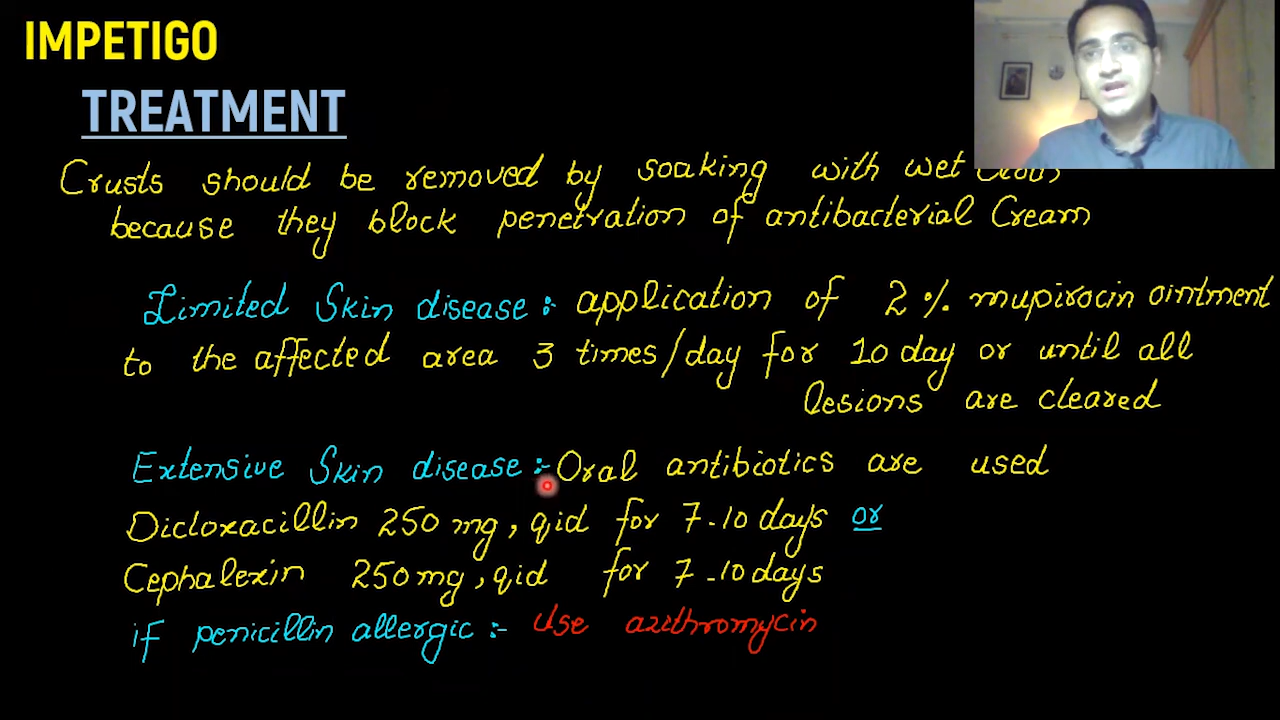 IMPETIGO
TREATMENT
Crusts should be removed by soaking with wet
because they block penetration of antibacterial Cream
Limited Skin disease :- application of 2 % mupirocin ointment
to the affected area 3 times/day for 10 day or until all
lesions are cleared
Extensive Skin disease :- Oral antibiotics are used
Dicloxacillin 250 mg, qid for 7-10 days or
Cephalexin 250 mg, qid for 7-10 days
if penicillin allergic :- Use azithromycin